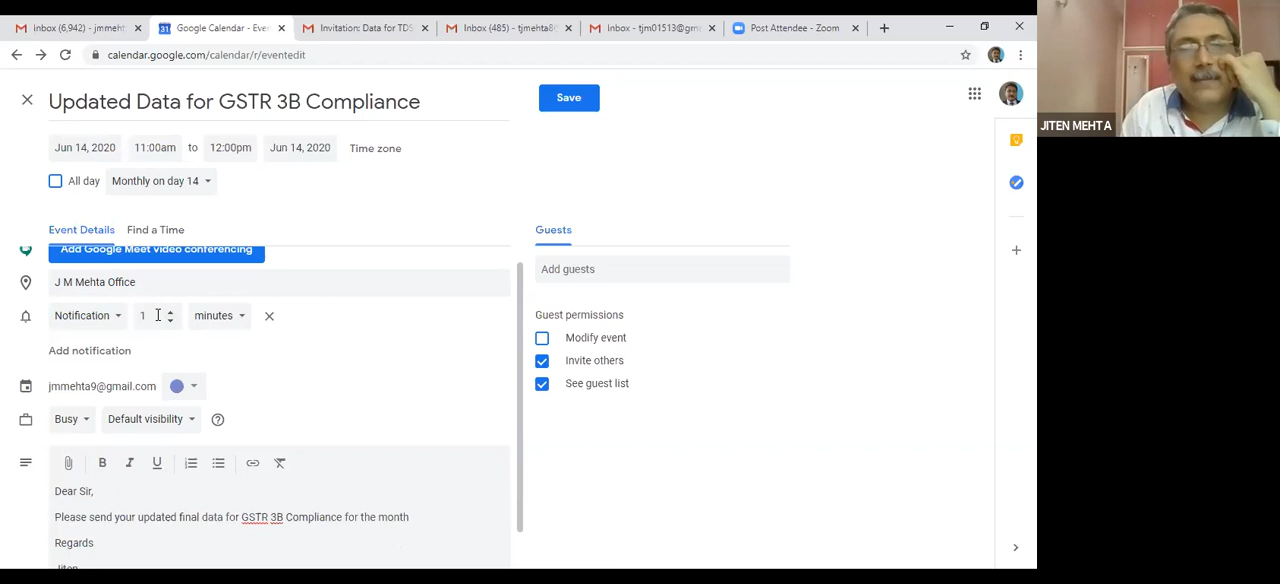 Inbox (6,942) - jmmeht
Google Calendar - Eve
Invitation: Data for TDS
Inbox (485) - tjmehta8
Inbox - tjm01513@gm
Post Attendee - Zoom
calendar.google.com/calendar/r/eventedit
JITEN MEHTA
Updated Data for GSTR 3B Compliance
Save
Jun 14, 2020 11:00am to 12:00pm Jun 14, 2020 Time zone
All day Monthly on day 14
Event Details Find a Time
Guests
Add Google Meet video conferencing
Add guests
J M Mehta Office
Notification 1 minutes
Guest permissions
Modify event
Add notification
Invite others
See guest list
jmmehta9@gmail.com
Busy Default visibility
B I U
Dear Sir,
Please send your updated final data for GSTR 3B Compliance for the month
Regards
Jiten